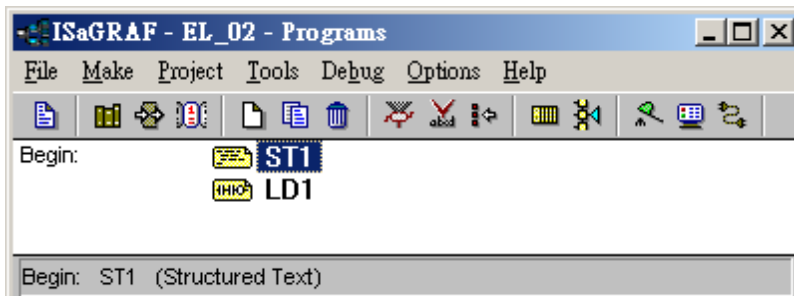 ISaGRAF - EL_02 - Programs
File Make Project Tools Debug Options Help
Begin: ST1
LD1
Begin: ST1 (Structured Text)